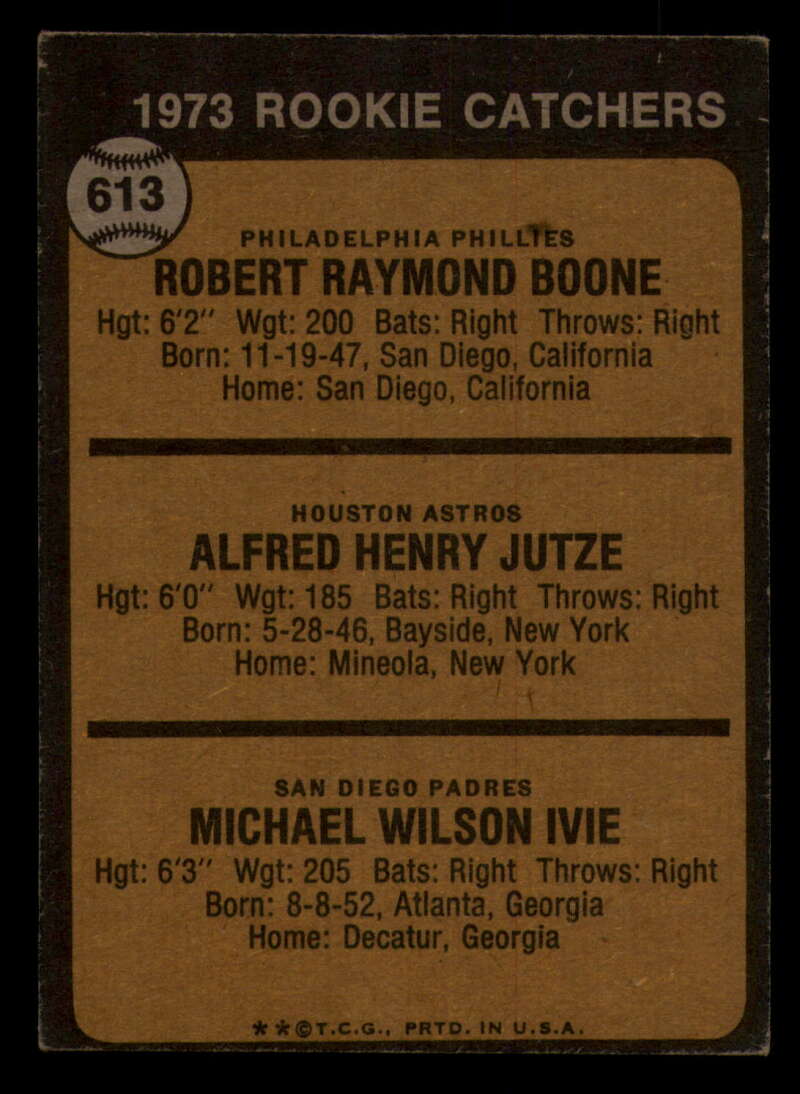 1973 ROOKIE CATCHERS
613
PHILADELPHIA PHILLIES
ROBERT RAYMOND BOONE
Hgt: 6'2" Wgt: 200 Bats: Right Throws: Right
Born: 11-19-47, San Diego, California
Home: San Diego, California
HOUSTON ASTROS
ALFRED HENRY JUTZE
Hgt: 6'0" Wgt: 185 Bats: Right Throws: Right
Born: 5-28-46, Bayside, New York
Home: Mineola, New York
SAN DIEGO PADRES
MICHAEL WILSON IVIE
Hgt: 6'3" Wgt: 205 Bats: Right Throws: Right
Born: 8-8-52, Atlanta, Georgia
Home: Decatur, Georgia
**©T.C.G., PRTD. IN U.S.A.